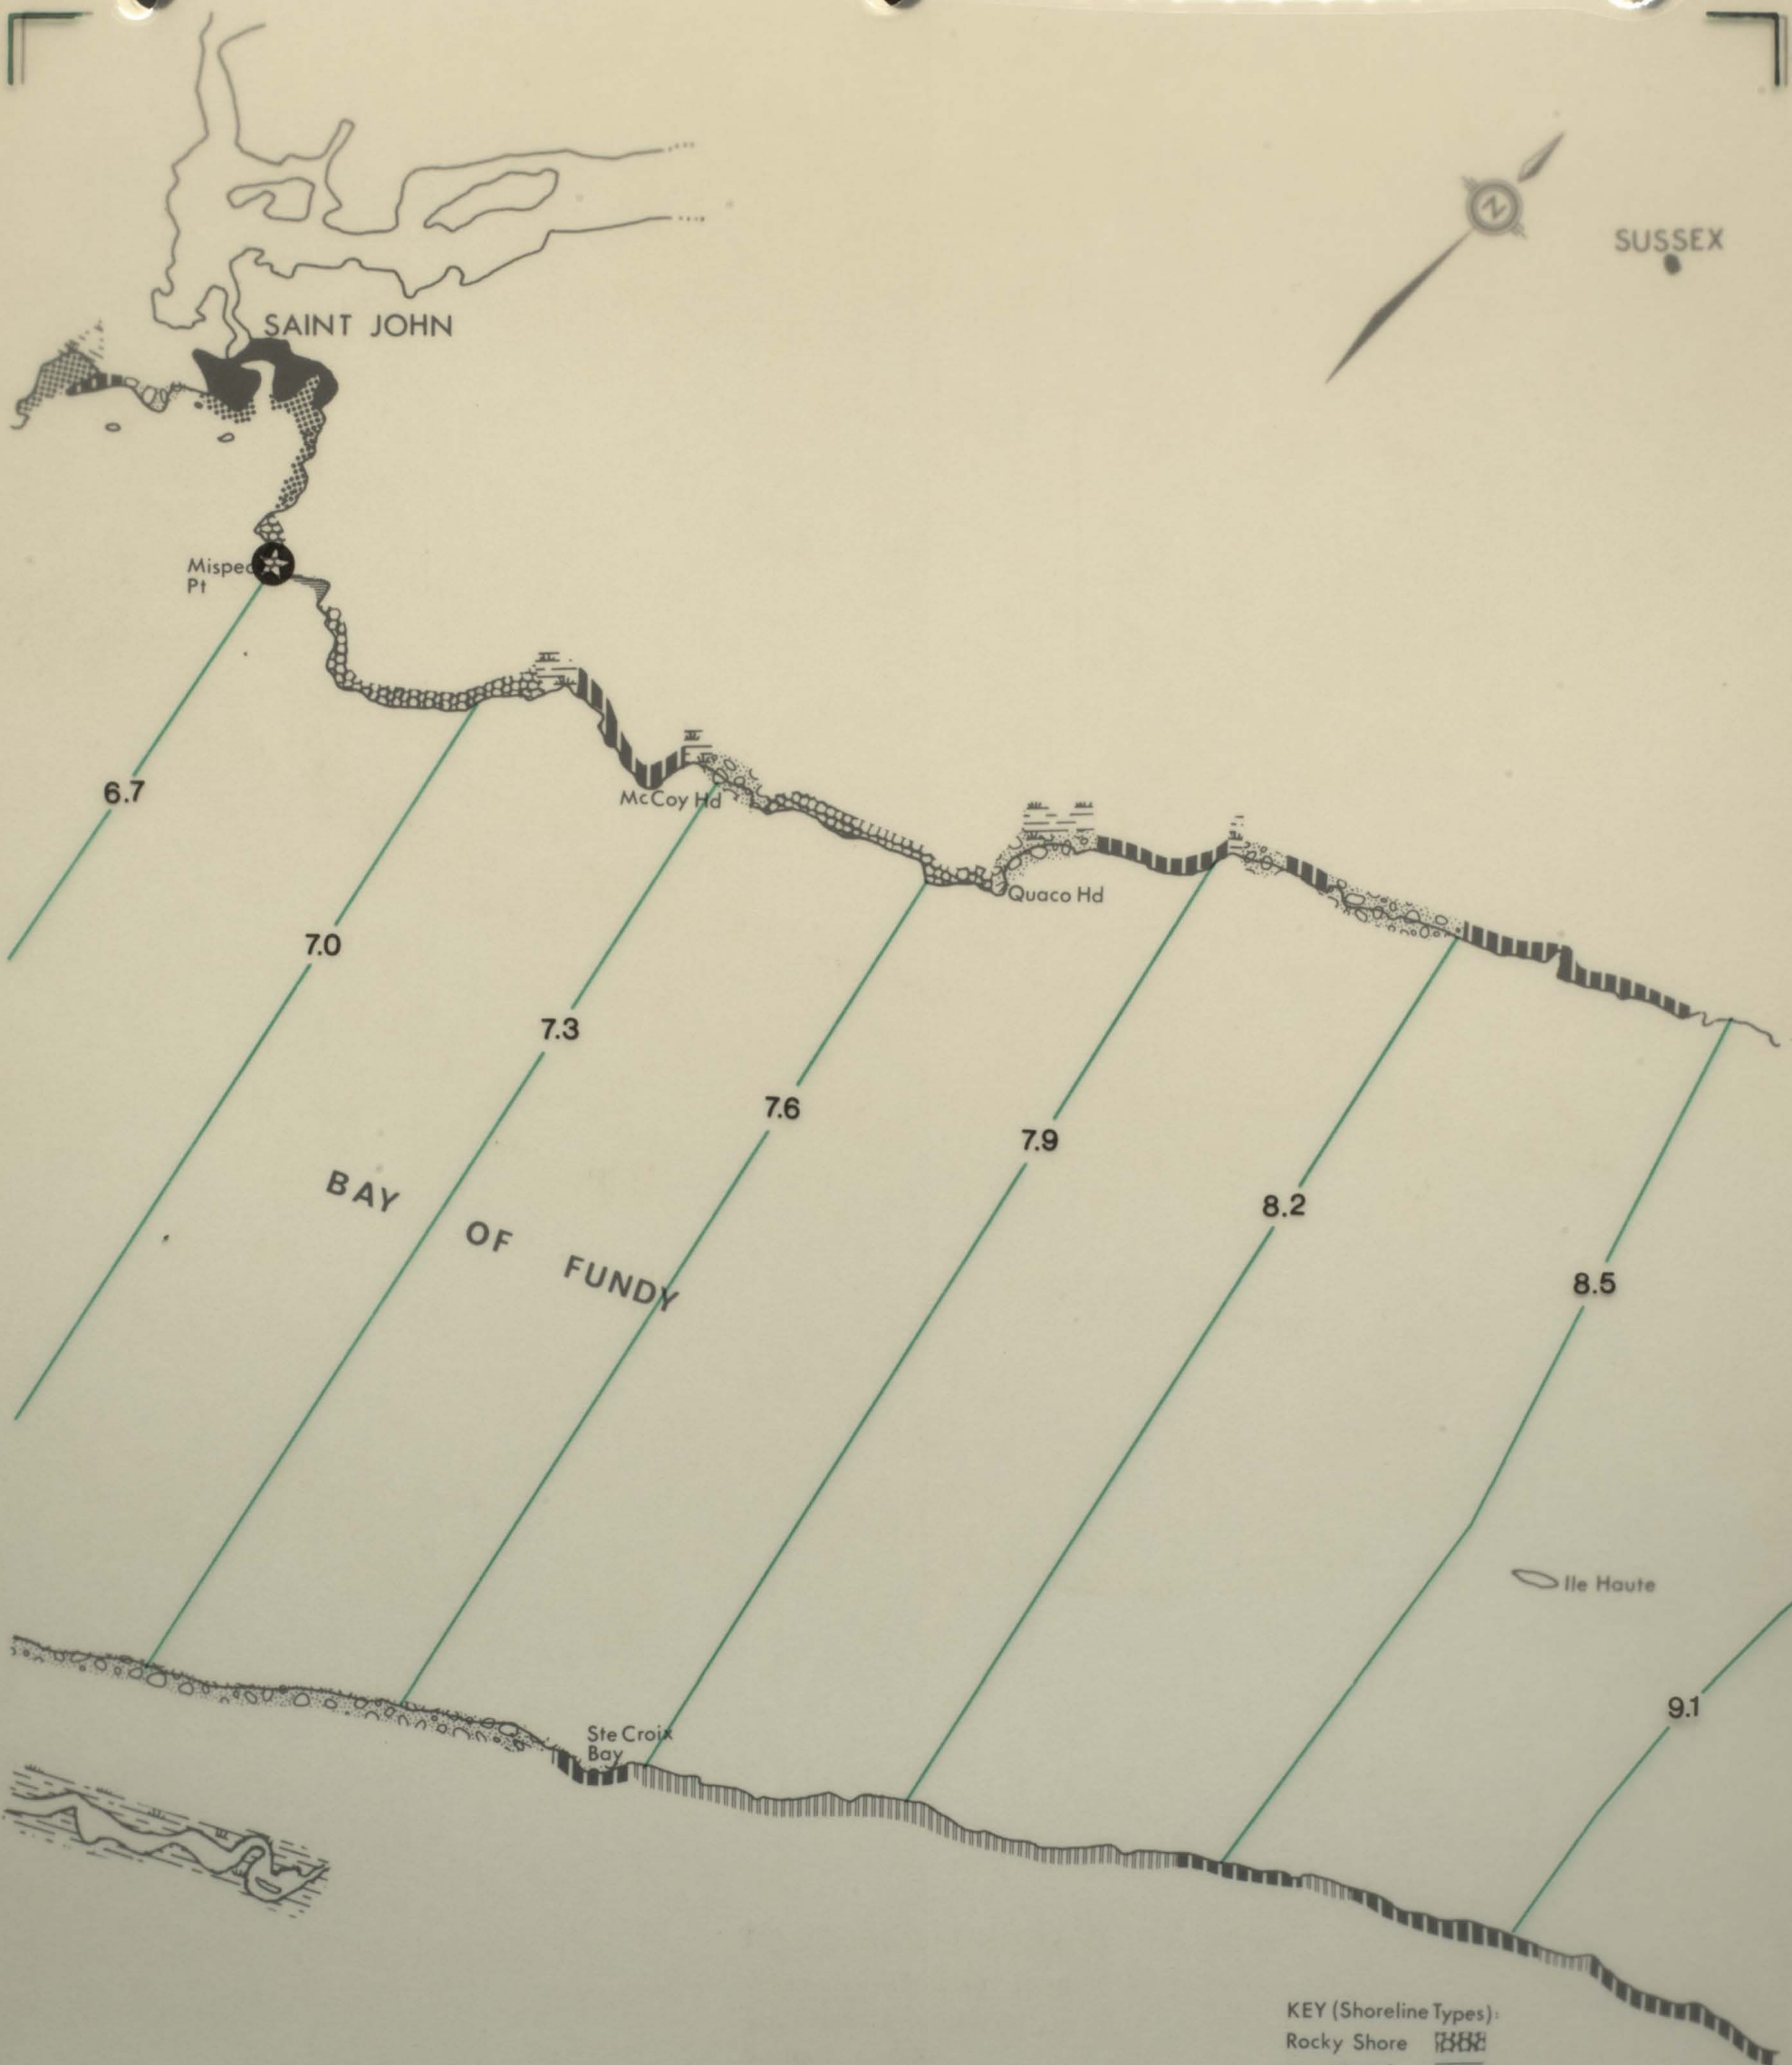 N
SUSSEX
SAINT JOHN
Mispec
Pt
6.7
McCoy Hd
Quaco Hd
7.0
7.3
7.6
7.9
8.2
8.5
BAY OF FUNDY
Ile Haute
9.1
Ste Croix
Bay
KEY (Shoreline Types):
Rocky Shore